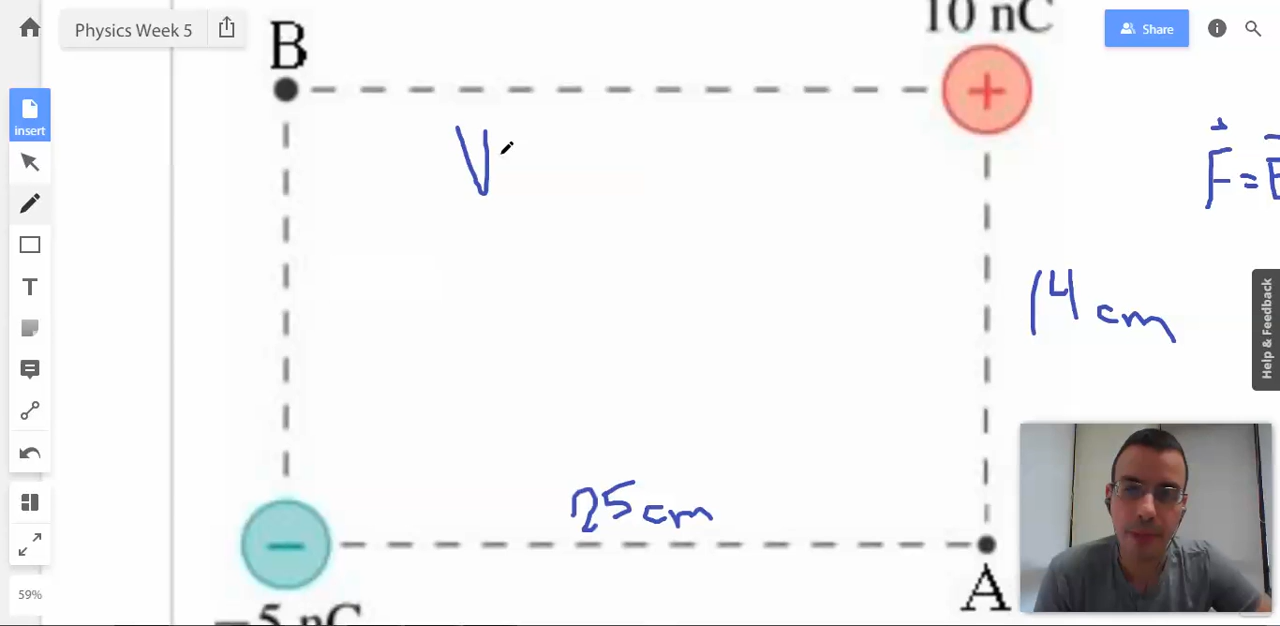 Physics Week 5
B
10 nC
Share
insert
V
F =
+
14 cm
T
Help & Feedback
25 cm
−
A
59%
−5 nC